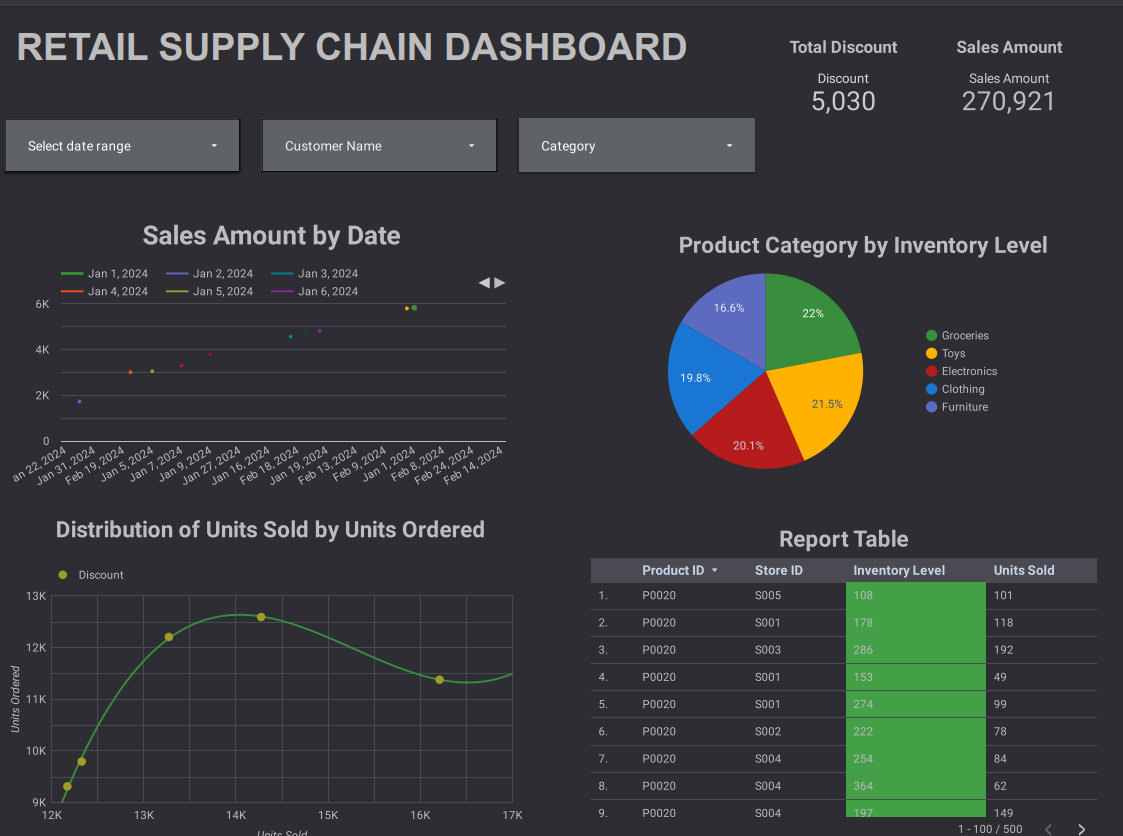 RETAIL SUPPLY CHAIN DASHBOARD
Total Discount
Discount
5,030
Sales Amount
Sales Amount
270,921
Select date range
Customer Name
Category
Sales Amount by Date
Jan 1, 2024 Jan 2, 2024 Jan 3, 2024
Jan 4, 2024 Jan 5, 2024 Jan 6, 2024
6K
4K
2K
0
an 22, 2024
Jan 31, 2024
Feb 19, 2024
Jan 5, 2024
Jan 7, 2024
Jan 9, 2024
Jan 27, 2024
Jan 16, 2024
Feb 18, 2024
Jan 19, 2024
Feb 13, 2024
Feb 9, 2024
Jan 1, 2024
Feb 8, 2024
Feb 24, 2024
Feb 14, 2024
Product Category by Inventory Level
22%
21.5%
20.1%
19.8%
16.6%
Groceries
Toys
Electronics
Clothing
Furniture
Distribution of Units Sold by Units Ordered
Discount
Units Ordered
13K
12K
11K
10K
9K
12K 13K 14K 15K 16K 17K
Units Sold
Report Table
Product ID Store ID Inventory Level Units Sold
1. P0020 S005 108 101
2. P0020 S001 178 118
3. P0020 S003 286 192
4. P0020 S001 153 49
5. P0020 S001 274 99
6. P0020 S002 222 78
7. P0020 S004 254 84
8. P0020 S004 364 62
9. P0020 S004 197 149
1 - 100 / 500